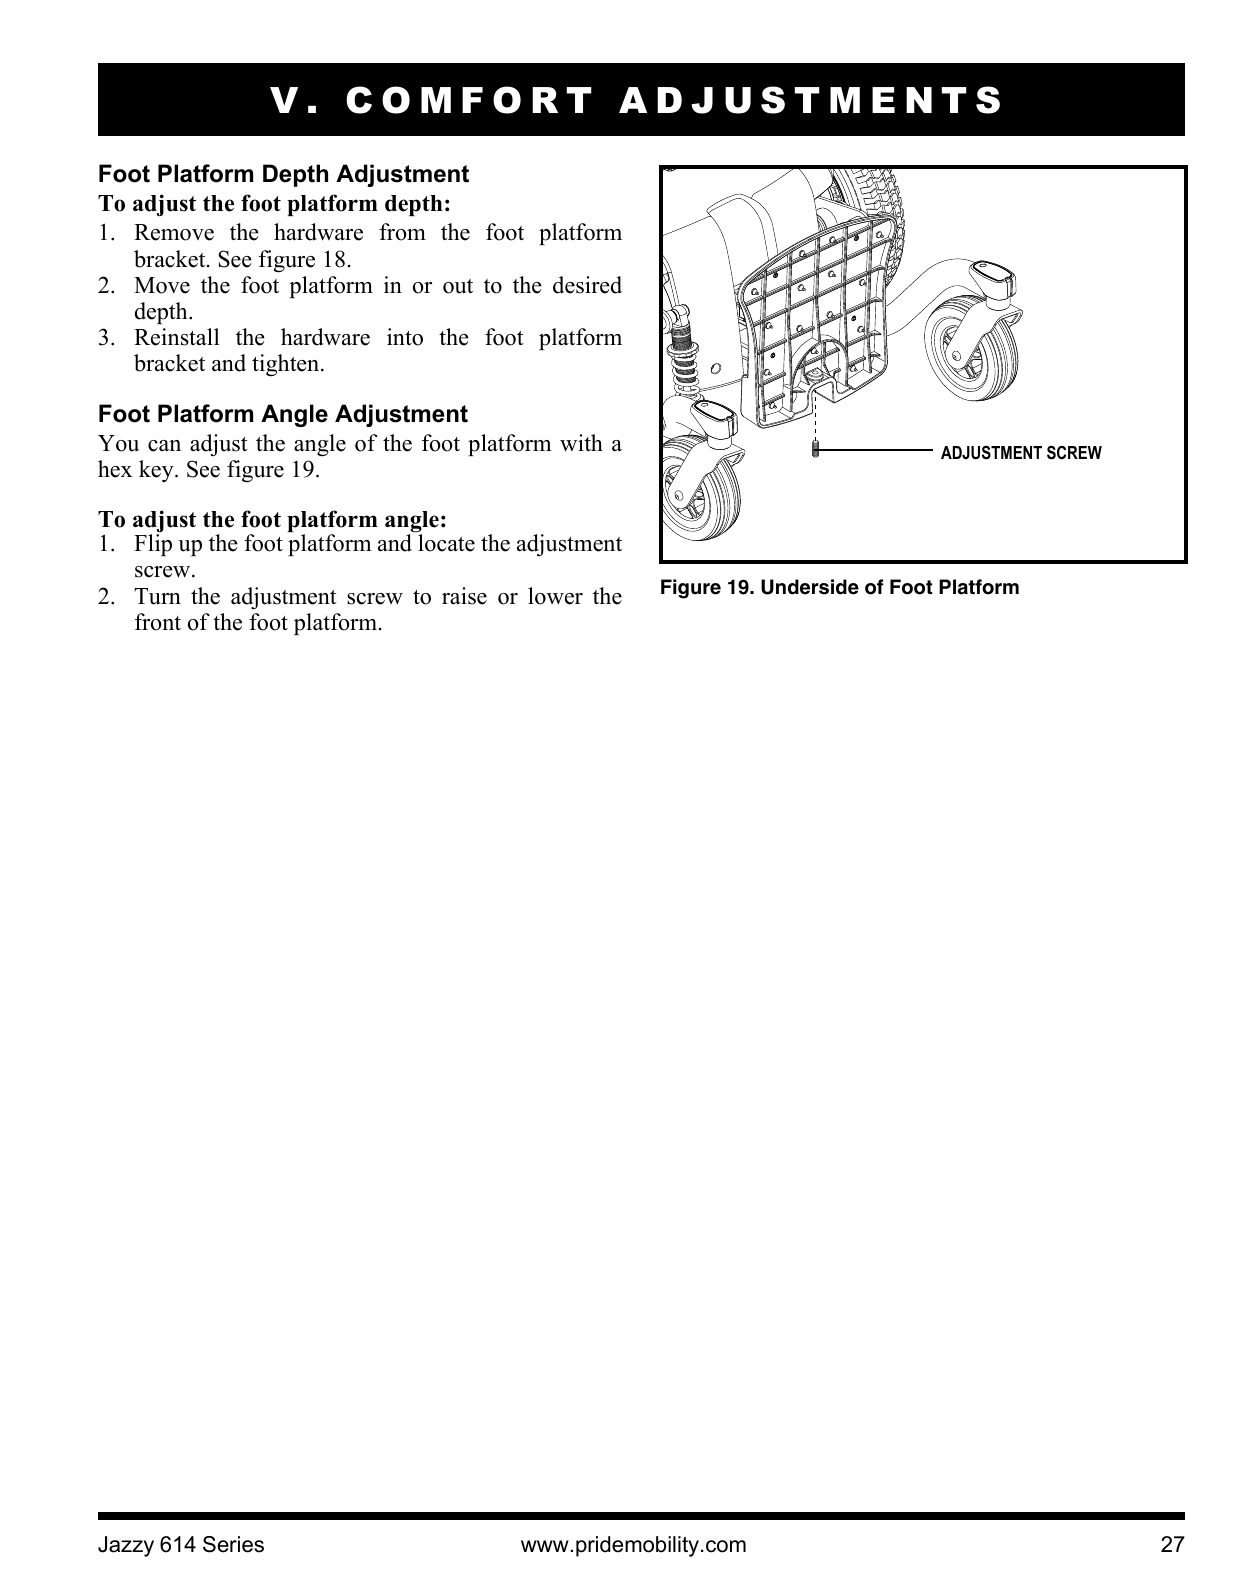 V. COMFORT ADJUSTMENTS
Foot Platform Depth Adjustment
To adjust the foot platform depth:
1. Remove the hardware from the foot platform
bracket. See figure 18.
2. Move the foot platform in or out to the desired
depth.
3. Reinstall the hardware into the foot platform
bracket and tighten.
Foot Platform Angle Adjustment
You can adjust the angle of the foot platform with a
hex key. See figure 19.
To adjust the foot platform angle:
1. Flip up the foot platform and locate the adjustment
screw.
2. Turn the adjustment screw to raise or lower the
front of the foot platform.
ADJUSTMENT SCREW
Figure 19. Underside of Foot Platform
Jazzy 614 Series
www.pridemobility.com
27